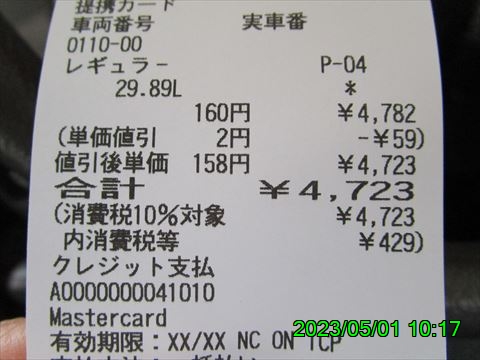 提携カード
車両番号 実車番
0110-00
レギュラ- P-04
29.89L *
160円 ¥4,782
(単価値引 2円 -¥59)
値引後単価 158円 ¥4,723
合計 ¥4,723
(消費税10%対象 ¥4,723
内消費税等 ¥429)
クレジット支払
A0000000041010
Mastercard
有効期限:XX/XX NC ON TCP
2023/05/01 10:17